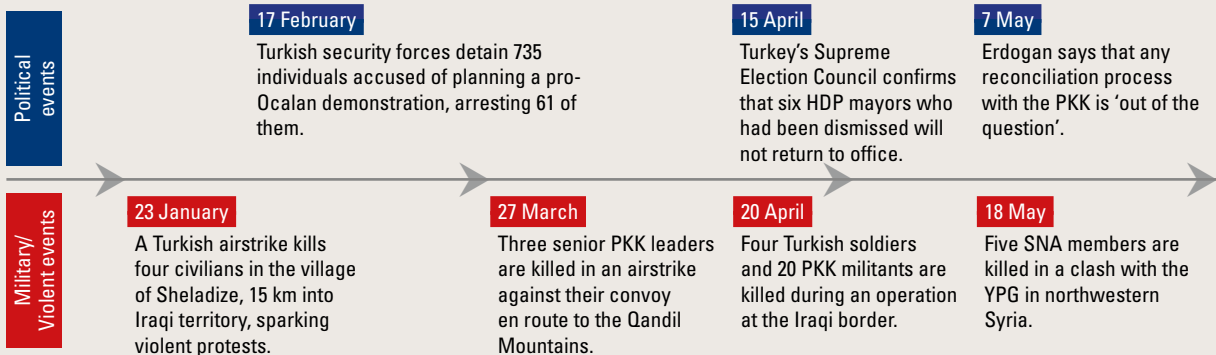 Political
events
17 February
Turkish security forces detain 735
individuals accused of planning a pro-
Ocalan demonstration, arresting 61 of
them.
15 April
Turkey's Supreme
Election Council confirms
that six HDP mayors who
had been dismissed will
not return to office.
7 May
Erdogan says that any
reconciliation process
with the PKK is 'out of the
question'.
Military/
Violent events
23 January
A Turkish airstrike kills
four civilians in the village
of Sheladize, 15 km into
Iraqi territory, sparking
violent protests.
27 March
Three senior PKK leaders
are killed in an airstrike
against their convoy
en route to the Qandil
Mountains.
20 April
Four Turkish soldiers
and 20 PKK militants are
killed during an operation
at the Iraqi border.
18 May
Five SNA members are
killed in a clash with the
YPG in northwestern
Syria.